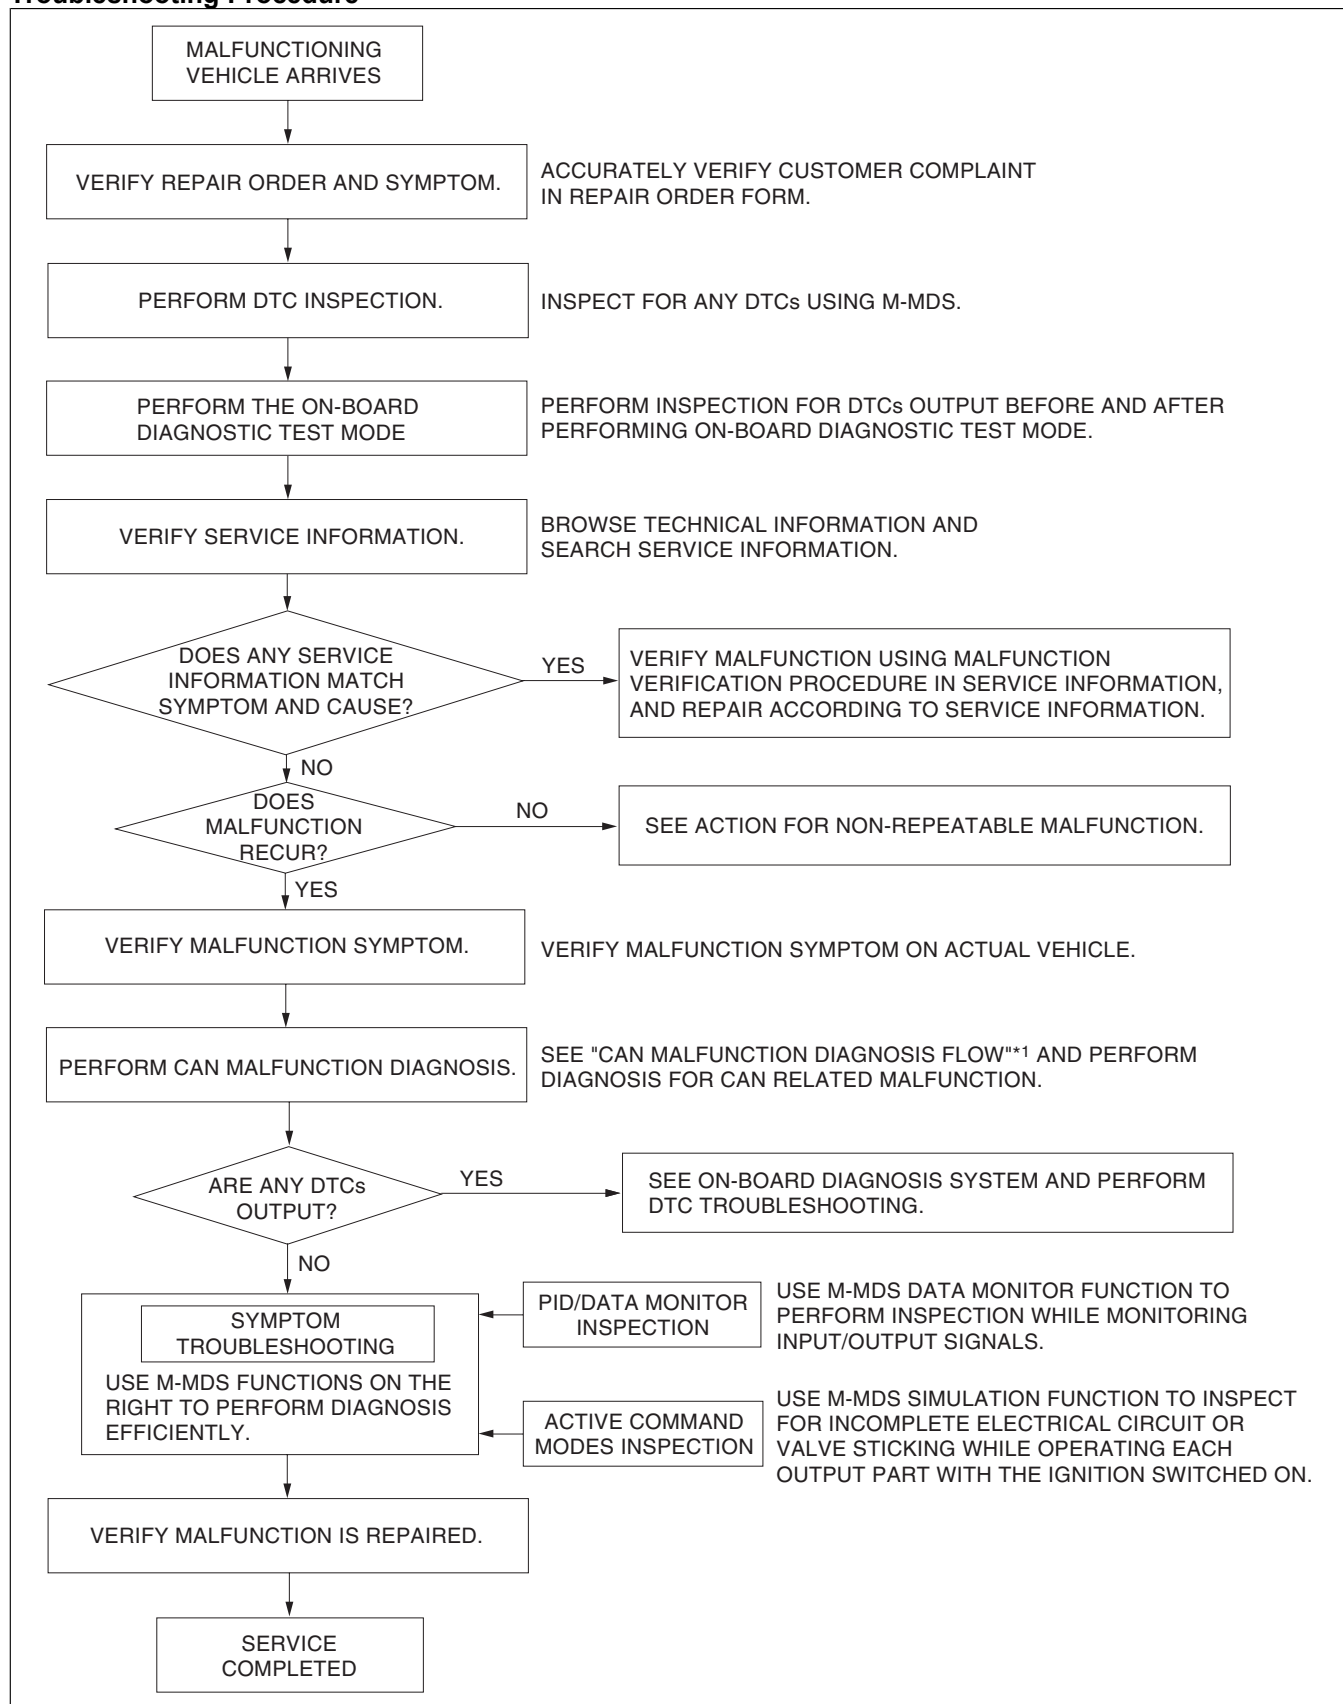 Troubleshooting Procedure
MALFUNCTIONING
VEHICLE ARRIVES
VERIFY REPAIR ORDER AND SYMPTOM.
ACCURATELY VERIFY CUSTOMER COMPLAINT
IN REPAIR ORDER FORM.
PERFORM DTC INSPECTION.
INSPECT FOR ANY DTCs USING M-MDS.
PERFORM THE ON-BOARD
DIAGNOSTIC TEST MODE
PERFORM INSPECTION FOR DTCs OUTPUT BEFORE AND AFTER
PERFORMING ON-BOARD DIAGNOSTIC TEST MODE.
VERIFY SERVICE INFORMATION.
BROWSE TECHNICAL INFORMATION AND
SEARCH SERVICE INFORMATION.
DOES ANY SERVICE
INFORMATION MATCH
SYMPTOM AND CAUSE?
YES
VERIFY MALFUNCTION USING MALFUNCTION
VERIFICATION PROCEDURE IN SERVICE INFORMATION,
AND REPAIR ACCORDING TO SERVICE INFORMATION.
NO
DOES
MALFUNCTION
RECUR?
NO
SEE ACTION FOR NON-REPEATABLE MALFUNCTION.
YES
VERIFY MALFUNCTION SYMPTOM.
VERIFY MALFUNCTION SYMPTOM ON ACTUAL VEHICLE.
PERFORM CAN MALFUNCTION DIAGNOSIS.
SEE "CAN MALFUNCTION DIAGNOSIS FLOW"*1 AND PERFORM
DIAGNOSIS FOR CAN RELATED MALFUNCTION.
ARE ANY DTCs
OUTPUT?
YES
SEE ON-BOARD DIAGNOSIS SYSTEM AND PERFORM
DTC TROUBLESHOOTING.
NO
SYMPTOM
TROUBLESHOOTING
USE M-MDS FUNCTIONS ON THE
RIGHT TO PERFORM DIAGNOSIS
EFFICIENTLY.
PID/DATA MONITOR
INSPECTION
USE M-MDS DATA MONITOR FUNCTION TO
PERFORM INSPECTION WHILE MONITORING
INPUT/OUTPUT SIGNALS.
ACTIVE COMMAND
MODES INSPECTION
USE M-MDS SIMULATION FUNCTION TO INSPECT
FOR INCOMPLETE ELECTRICAL CIRCUIT OR
VALVE STICKING WHILE OPERATING EACH
OUTPUT PART WITH THE IGNITION SWITCHED ON.
VERIFY MALFUNCTION IS REPAIRED.
SERVICE
COMPLETED